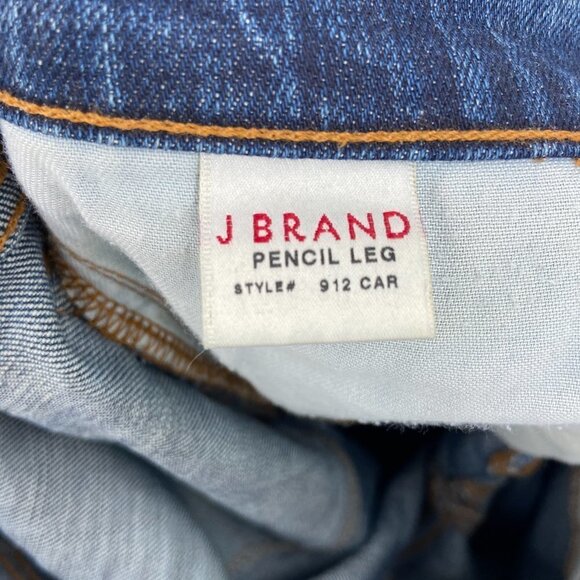 J BRAND
PENCIL LEG
STYLE# 912 CAR